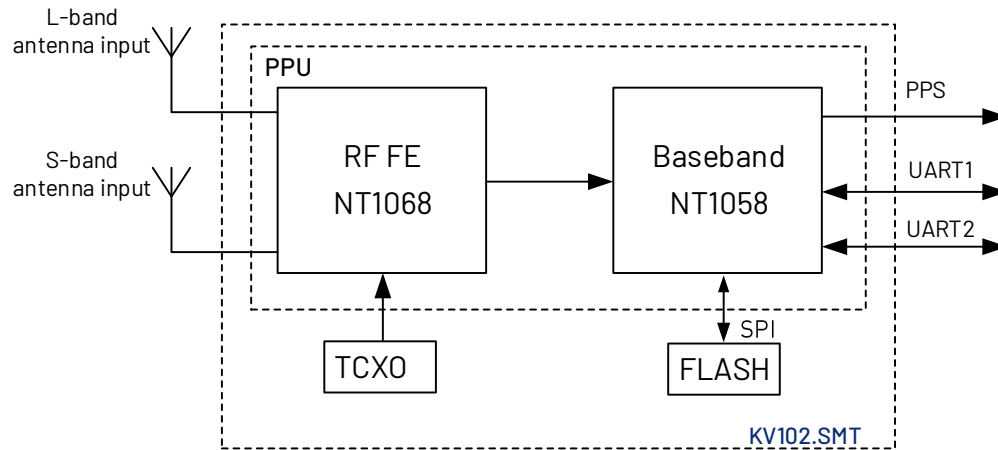 L-band
antenna input
PPU
PPS
RF FE
NT1068
Baseband
NT1058
S-band
antenna input
UART1
UART2
SPI
TCXO
FLASH
KV102.SMT